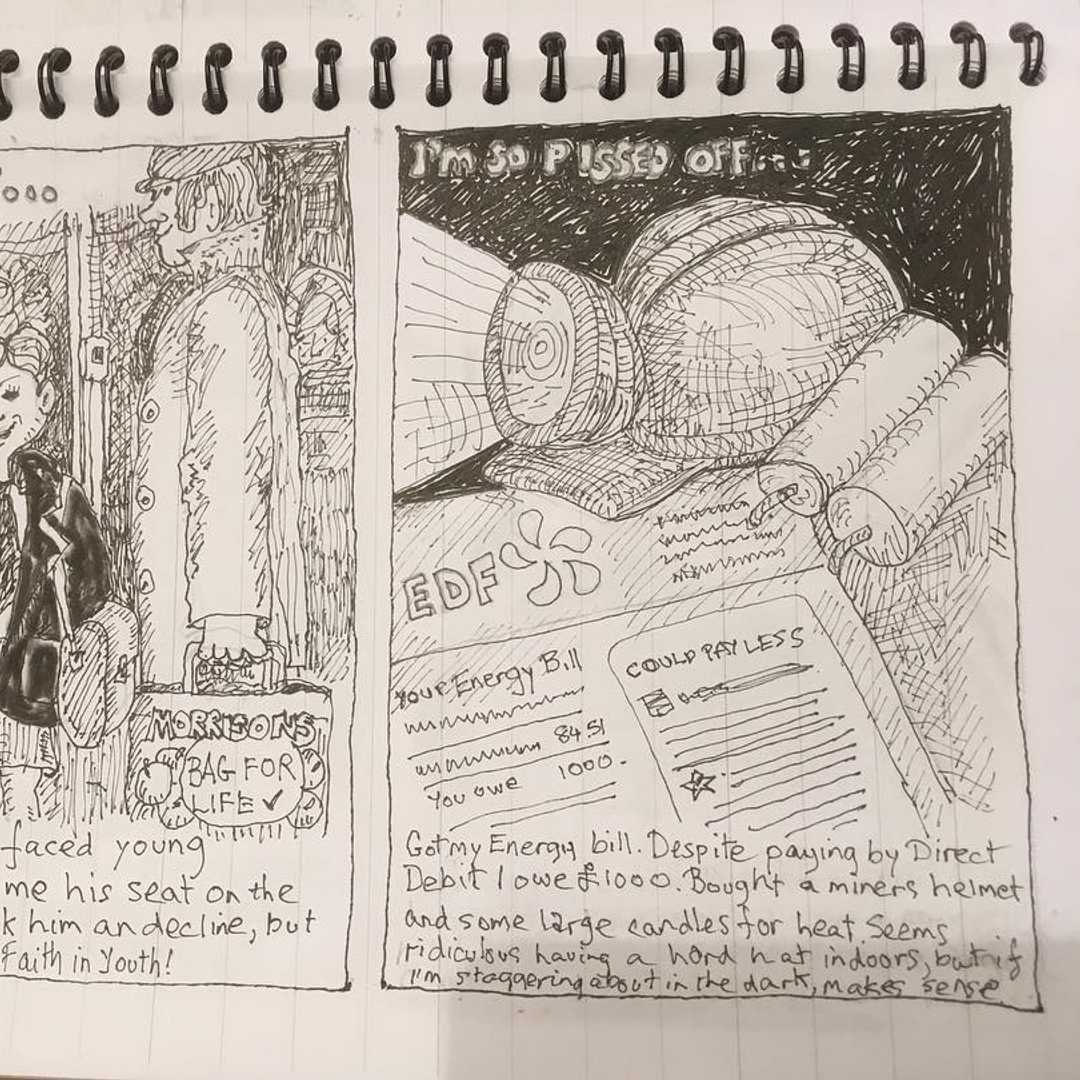 MORRISONS
BAG FOR
LIFE ✓
faced young
me his seat on the
k him and decline, but
Faith in Youth!
I'm SO PISSED OFF....
EDF
Your Energy Bill
8451
You owe 1000.
COULD PAY LESS
Got my Energy bill. Despite paying by Direct
Debit I owe £1000. Bought a miners helmet
and some large candles for heat. Seems
ridiculous having a hard hat indoors, but if
I'm staggering about in the dark, makes sense